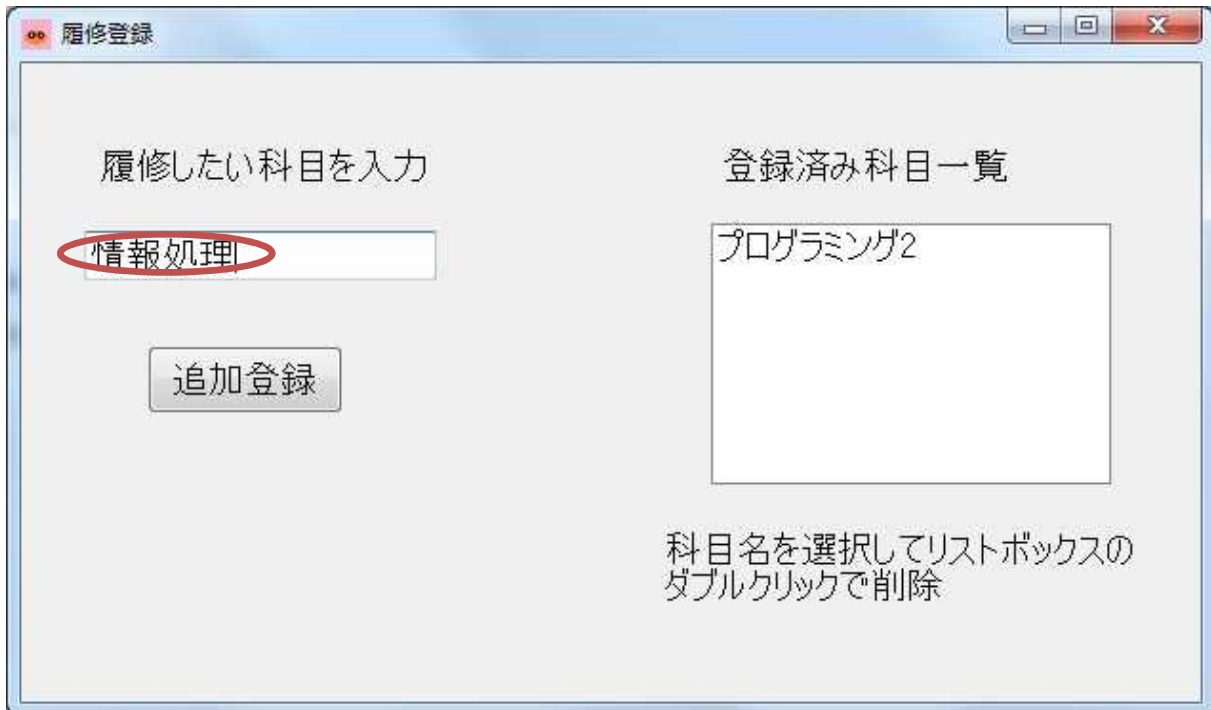 履修登録
履修したい科目を入力
情報処理
追加登録
登録済み科目一覧
プログラミング2
科目名を選択してリストボックスの
ダブルクリックで削除